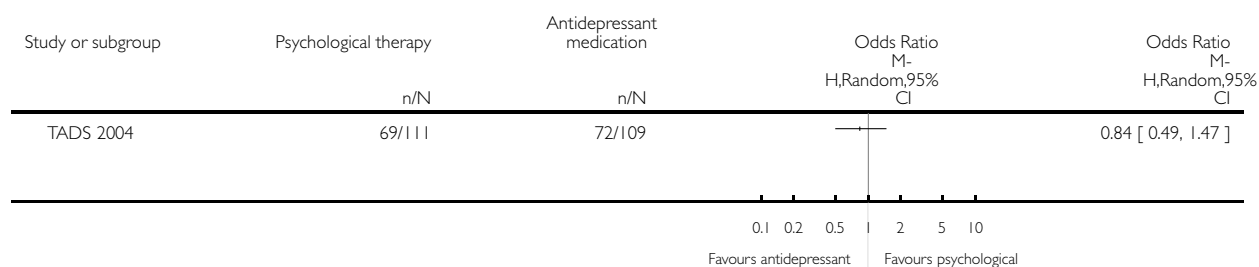 Study or subgroup Psychological therapy Antidepressant medication Odds Ratio Odds Ratio
n/N n/N M-H,Random,95% CI M-H,Random,95% CI
TADS 2004 69/111 72/109 0.84 [ 0.49, 1.47 ]
0.1 0.2 0.5 1 2 5 10
Favours antidepressant Favours psychological